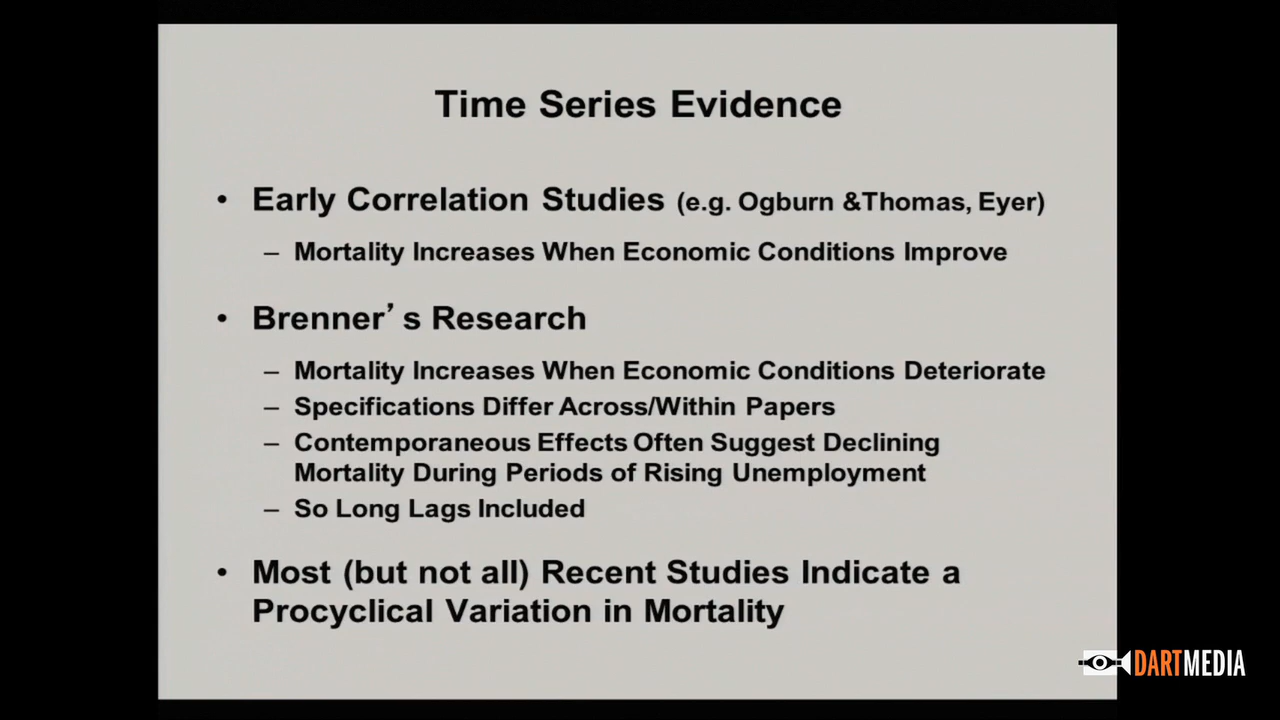 Time Series Evidence
• Early Correlation Studies (e.g. Ogburn &Thomas, Eyer)
– Mortality Increases When Economic Conditions Improve
• Brenner’s Research
– Mortality Increases When Economic Conditions Deteriorate
– Specifications Differ Across/Within Papers
– Contemporaneous Effects Often Suggest Declining
Mortality During Periods of Rising Unemployment
– So Long Lags Included
• Most (but not all) Recent Studies Indicate a
Procyclical Variation in Mortality
DARTMEDIA